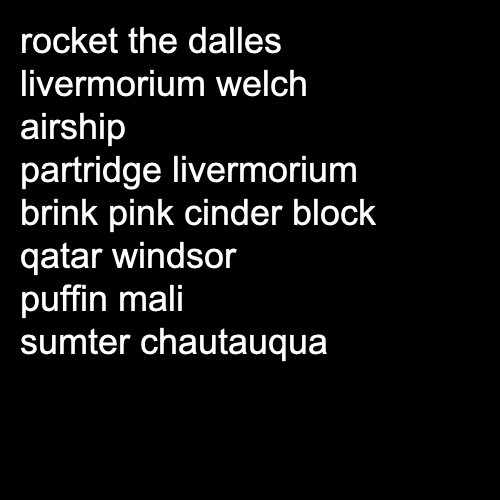 rocket the dalles
livermorium welch
airship
partridge livermorium
brink pink cinder block
qatar windsor
puffin mali
sumter chautauqua